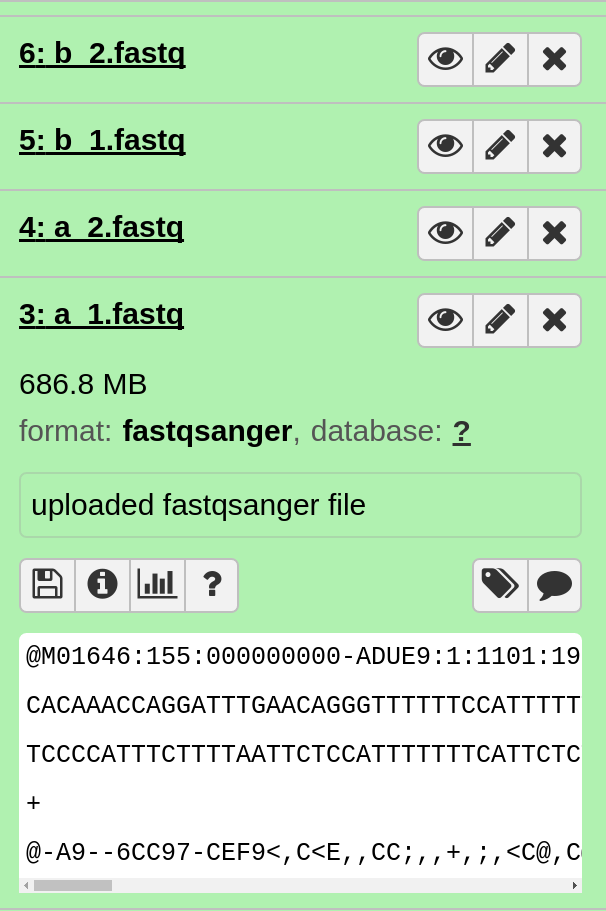 6: b_2.fastq
5: b_1.fastq
4: a_2.fastq
3: a_1.fastq
686.8 MB
format: fastqsanger, database: ?
uploaded fastqsanger file
?
@M01646:155:000000000-ADUE9:1:1101:19
CACAAACCAGGATTTGAACAGGGTTTTTTCCATTTTT
TCCCCATTTCTTTTAATTCTCCATTTTTTTCATTCTC
+
@-A9--6CC97-CEF9<,C<E,,CC;,,+,;,<C@,C